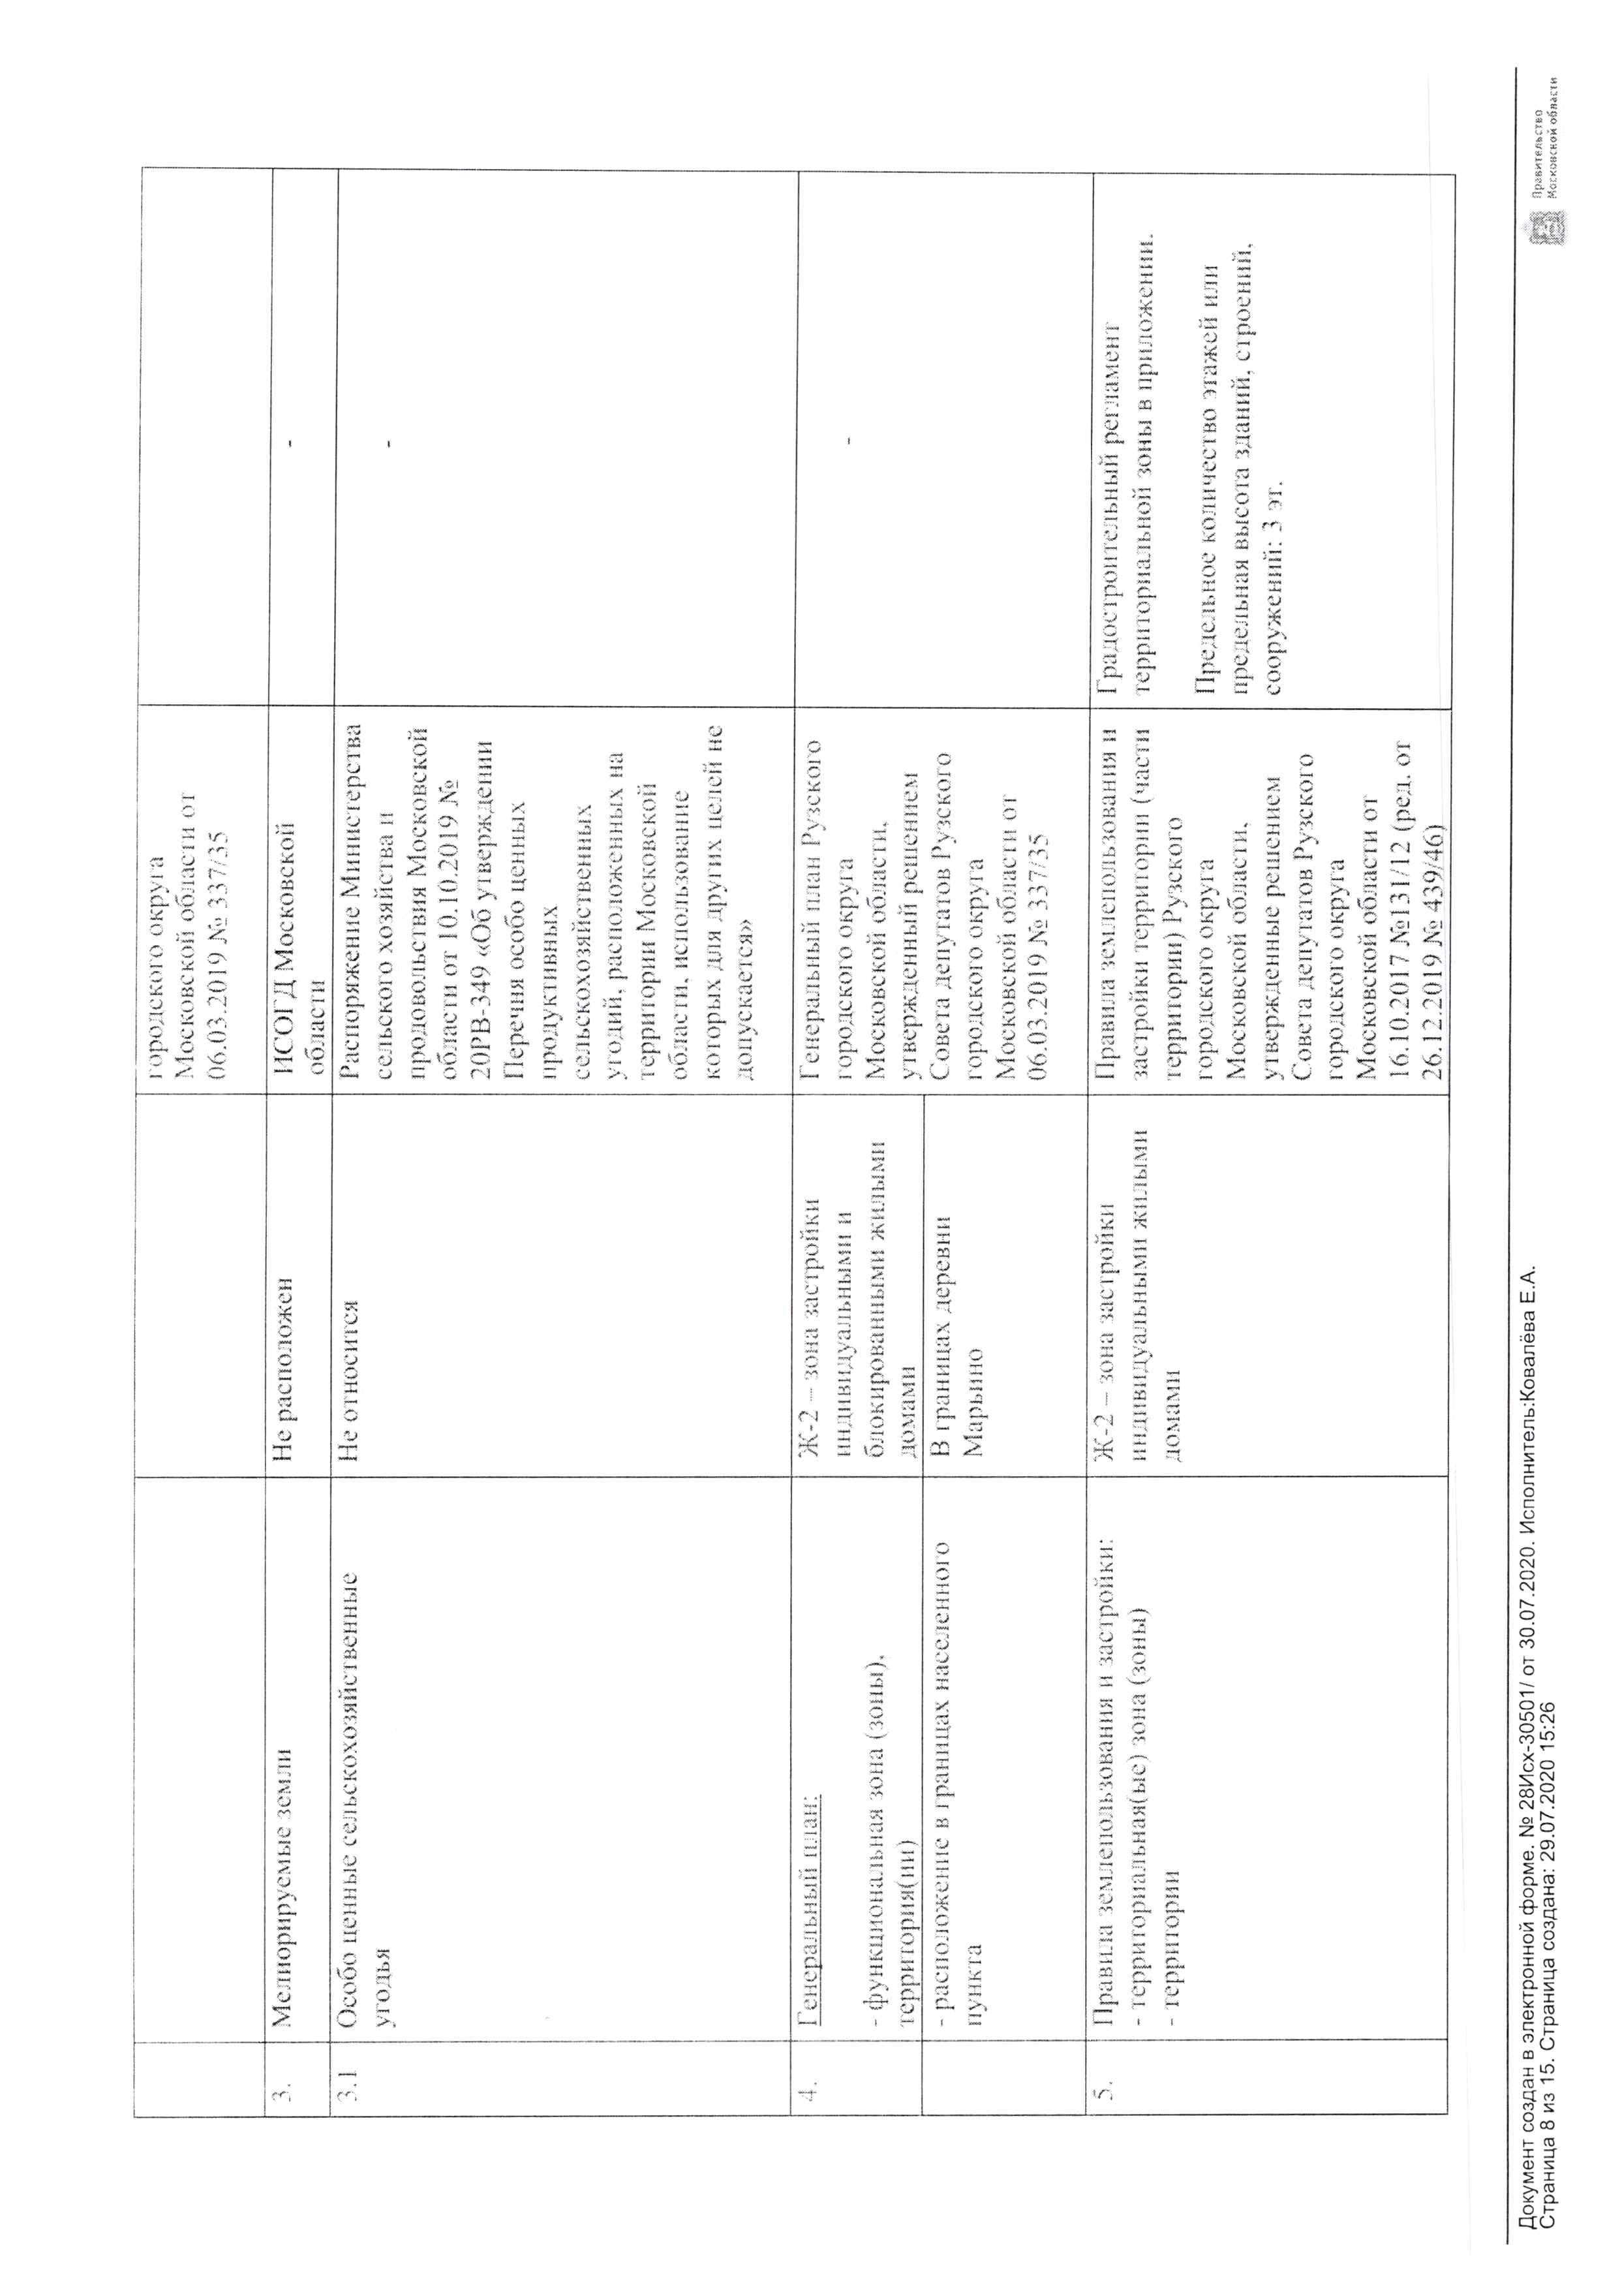 городского округа
Московской области от
06.03.2019 № 337/35
3.
Мелиорируемые земли
Не расположен
ИСОГД Московской
области
-
3.1
Особо ценные сельскохозяйственные
угодья
Не относится
Распоряжение Министерства
сельского хозяйства и
продовольствия Московской
области от 10.10.2019 №
20РВ-349 «Об утверждении
Перечня особо ценных
продуктивных
сельскохозяйственных
угодий, расположенных на
территории Московской
области, использование
которых для других целей не
допускается»
-
4.
Генеральный план:
- функциональная зона (зоны),
территория(ии)
Ж-2 – зона застройки
индивидуальными и
блокированными жилыми
домами
- расположение в границах населенного
пункта
В границах деревни
Марьино
Генеральный план Рузского
городского округа
Московской области,
утвержденный решением
Совета депутатов Рузского
городского округа
Московской области от
06.03.2019 № 337/35
-
5.
Правила землепользования и застройки:
- территориальная(ые) зона (зоны)
- территории
Ж-2 – зона застройки
индивидуальными жилыми
домами
Правила землепользования и
застройки территории (части
территории) Рузского
городского округа
Московской области,
утвержденные решением
Совета депутатов Рузского
городского округа
Московской области от
16.10.2017 №131/12 (ред. от
26.12.2019 № 439/46)
Градостроительный регламент
территориальной зоны в приложении.
Предельное количество этажей или
предельная высота зданий, строений,
сооружений: 3 эт.
Документ создан в электронной форме. № 28Исх-30501/ от 30.07.2020. Исполнитель:Ковалёва Е.А.
Страница 8 из 15. Страница создана: 29.07.2020 15:26
Правительство
Московской области